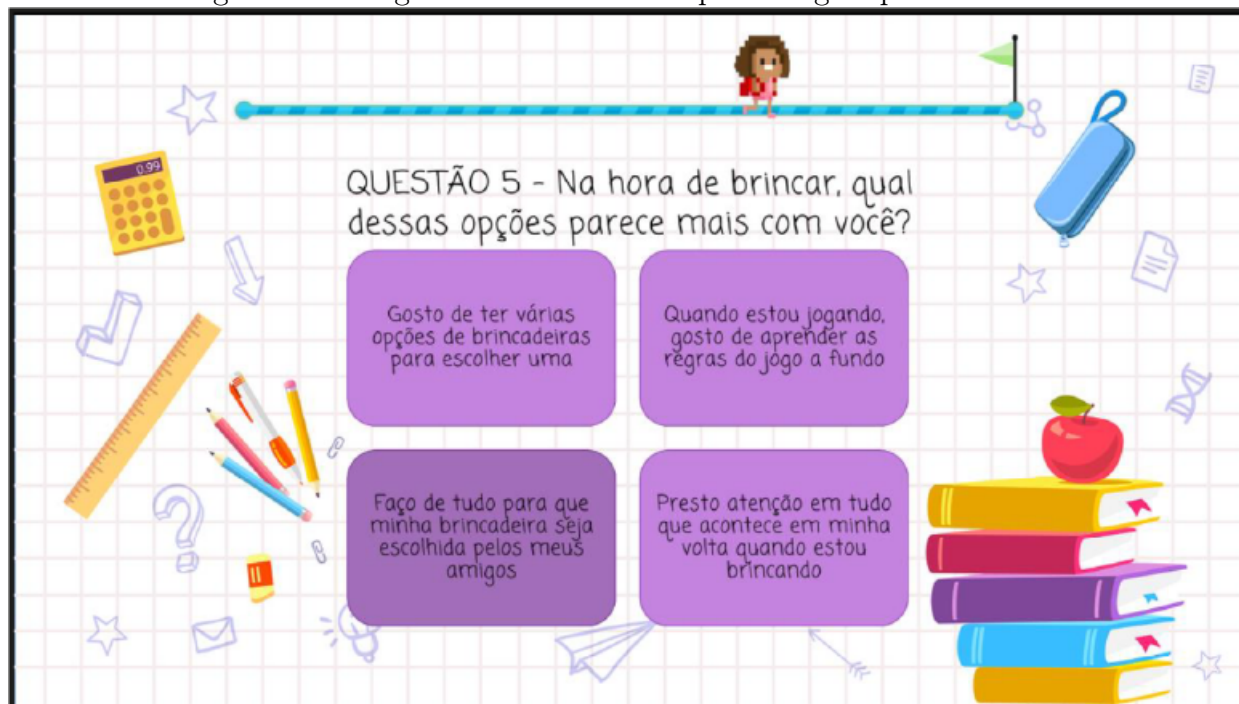 0.99
QUESTÃO 5 - Na hora de brincar, qual
dessas opções parece mais com você?
Gosto de ter várias
opções de brincadeiras
para escolher uma
Quando estou jogando,
gosto de aprender as
regras do jogo a fundo
Faço de tudo para que
minha brincadeira seja
escolhida pelos meus
amigos
Presto atenção em tudo
que acontece em minha
volta quando estou
brincando